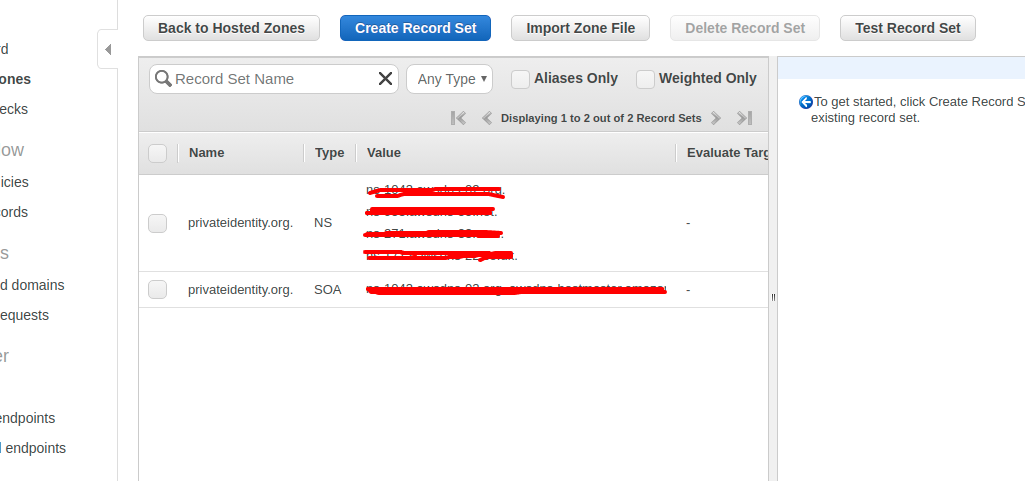 Back to Hosted Zones Create Record Set Import Zone File Delete Record Set Test Record Set
rd
ones
ecks
ow
icies
ords
s
d domains
equests
er
endpoints
l endpoints
Record Set Name Any Type Aliases Only Weighted Only
Displaying 1 to 2 out of 2 Record Sets
Name Type Value Evaluate Targ
privateidentity.org. NS -
privateidentity.org. SOA -
To get started, click Create Record S
existing record set.